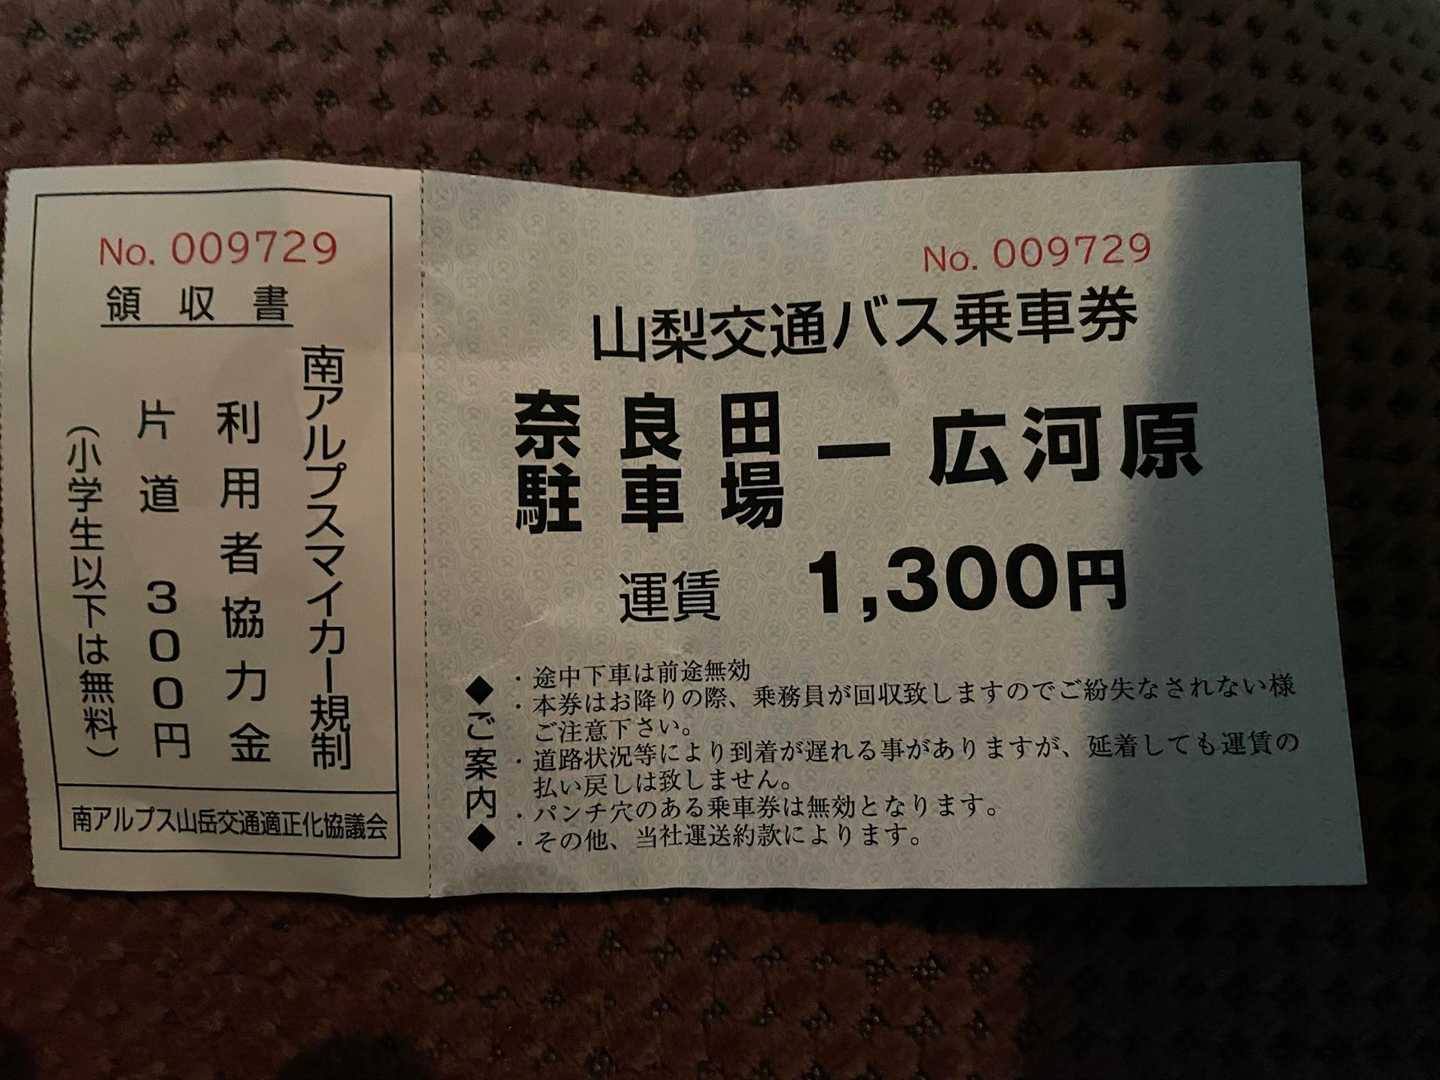 No. 009729
領収書
南アルプスマイカー規制
利用者協力金
片道 300円
（小学生以下は無料）
南アルプス山岳交通適正化協議会
No. 009729
山梨交通バス乗車券
奈良田駐車場ー広河原
運賃 1,300円
◆ご案内◆
・途中下車は前途無効
・本券はお降りの際、乗務員が回収致しますのでご紛失なされない様
ご注意下さい。
・道路状況等により到着が遅れる事がありますが、延着しても運賃の
払い戻しは致しません。
・パンチ穴のある乗車券は無効となります。
・その他、当社運送約款によります。